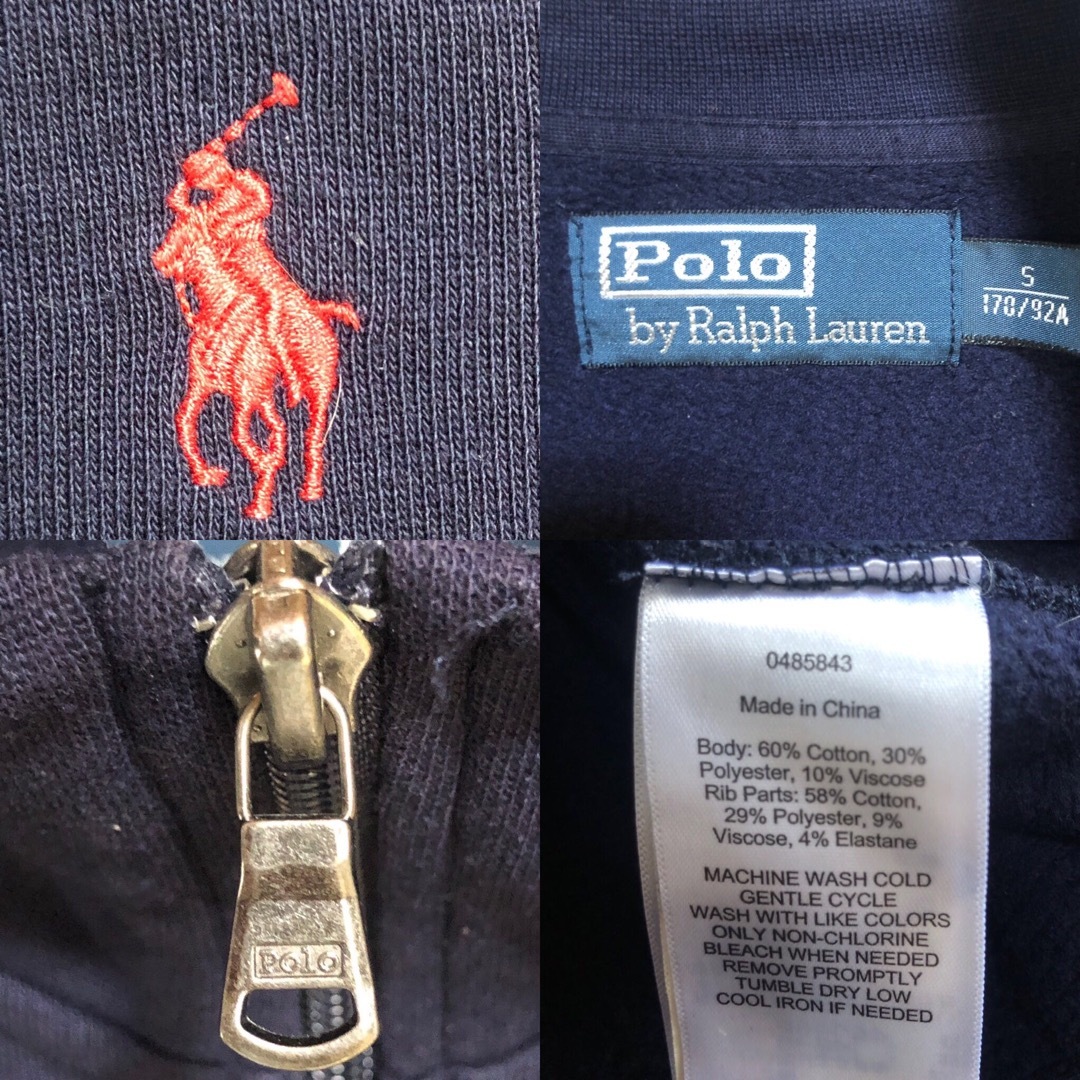 Polo
by Ralph Lauren
S
170/92A
Polo
0485843
Made in China
Body: 60% Cotton, 30%
Polyester, 10% Viscose
Rib Parts: 58% Cotton,
29% Polyester, 9%
Viscose, 4% Elastane
MACHINE WASH COLD
GENTLE CYCLE
WASH WITH LIKE COLORS
ONLY NON-CHLORINE
BLEACH WHEN NEEDED
REMOVE PROMPTLY
TUMBLE DRY LOW
COOL IRON IF NEEDED